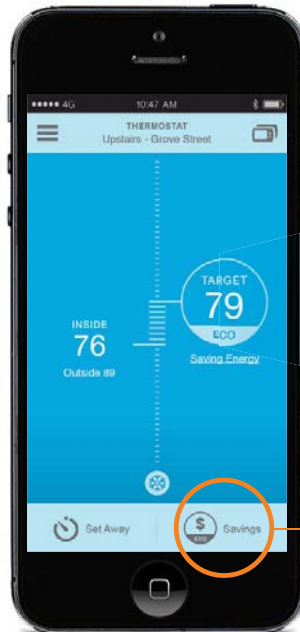 4G 10:47 AM
THERMOSTAT
Upstairs - Grove Street
TARGET
79
ECO
Saving Energy
INSIDE
76
Outside 89
Set Away
$
ECO
Savings